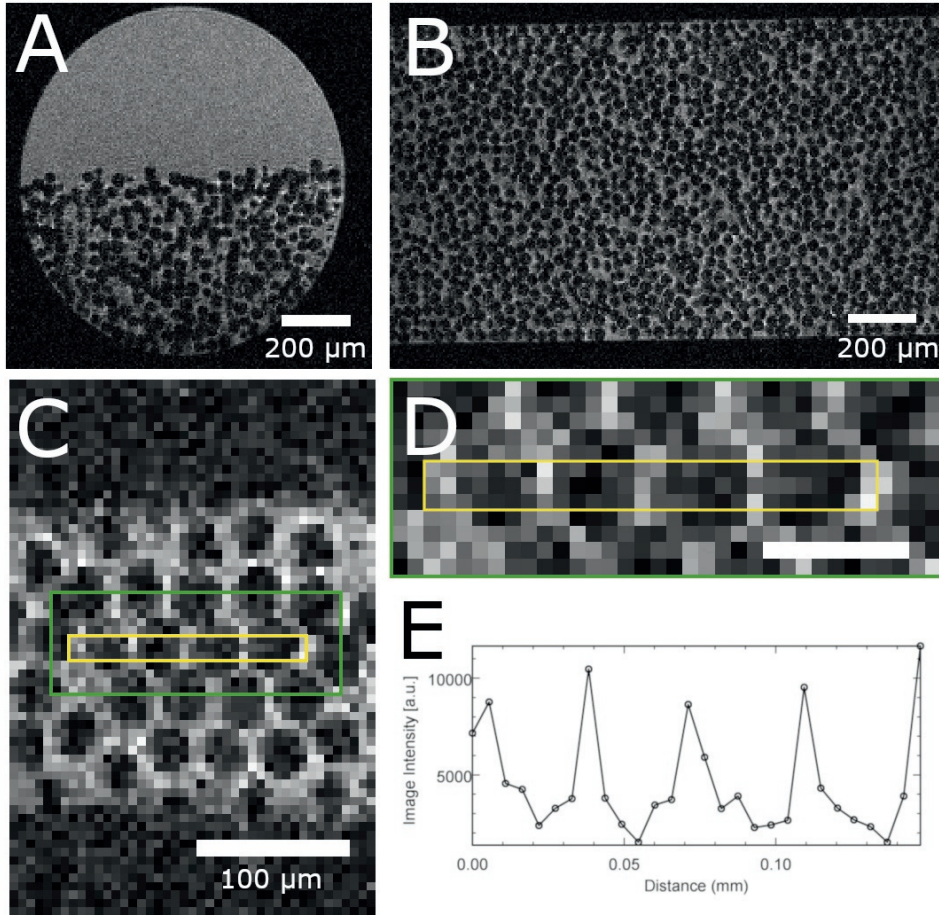 A
200 μm
B
200 μm
C
100 μm
D
E
Image Intensity [a.u.]
10000
5000
0.00
0.05
0.10
Distance (mm)